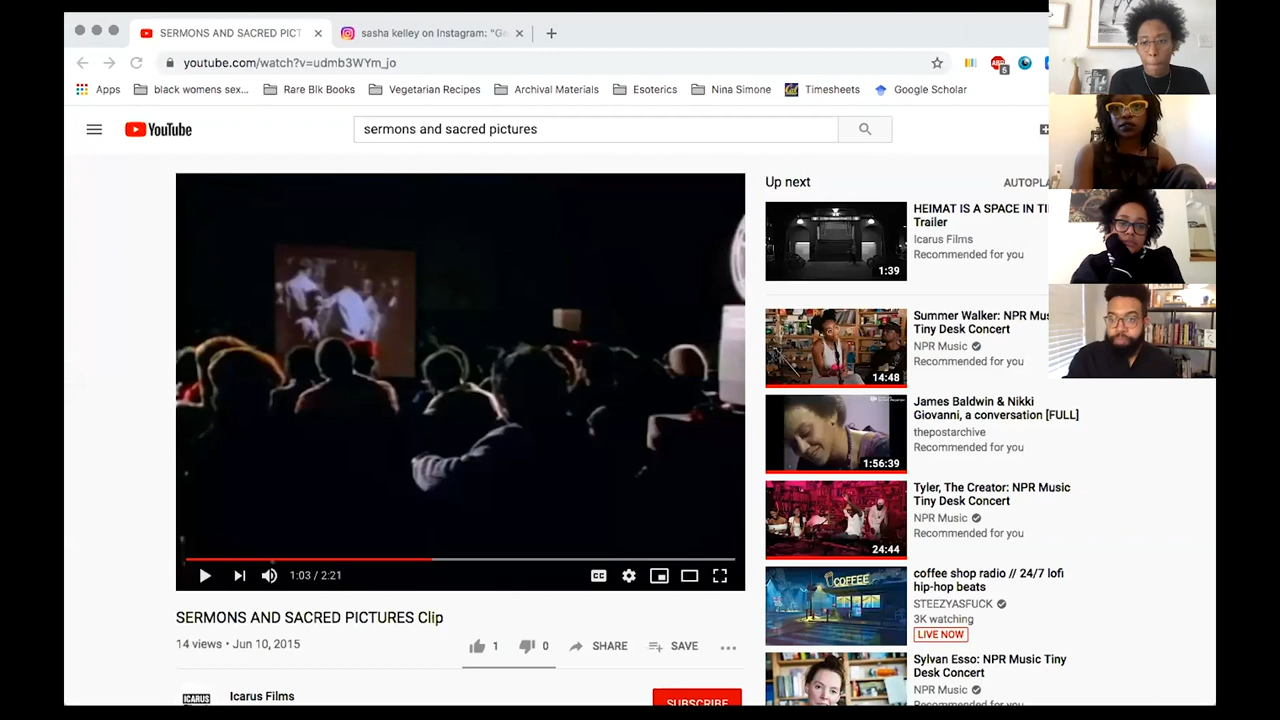 SERMONS AND SACRED PICT
sasha kelley on Instagram: "Ga
youtube.com/watch?v=udmb3WYm_jo
Apps
black womens sex...
Rare Blk Books
Vegetarian Recipes
Archival Materials
Esoterics
Nina Simone
Timesheets
Google Scholar
YouTube
sermons and sacred pictures
1:03 / 2:21
CC
SERMONS AND SACRED PICTURES Clip
14 views • Jun 10, 2015
1
0
SHARE
SAVE
ICARUS
Icarus Films
SUBSCRIBE
Up next
AUTOPLA
HEIMAT IS A SPACE IN TI
Trailer
Icarus Films
Recommended for you
1:39
Summer Walker: NPR Mus
Tiny Desk Concert
NPR Music
Recommended for you
14:48
James Baldwin & Nikki
Giovanni, a conversation [FULL]
thepostarchive
Recommended for you
1:56:39
Tyler, The Creator: NPR Music
Tiny Desk Concert
NPR Music
Recommended for you
24:44
coffee shop radio // 24/7 lofi
hip-hop beats
STEEZYASFUCK
3K watching
LIVE NOW
COFFEE
Sylvan Esso: NPR Music Tiny
Desk Concert
NPR Music
Recommended for you